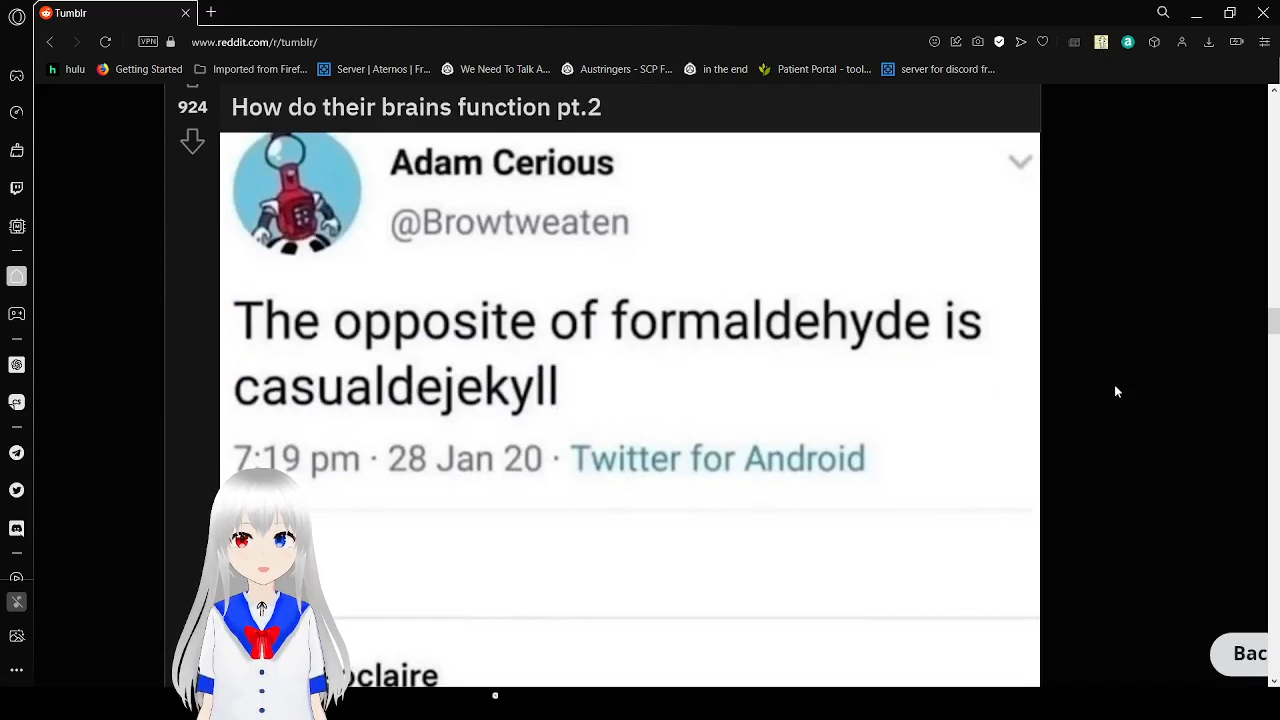 Tumblr
VPN
www.reddit.com/r/tumblr/
hulu
Getting Started
Imported from Firef...
Server | Aternos | Fr...
We Need To Talk A...
Austringers - SCP F...
in the end
Patient Portal - tool...
server for discord fr...
924
How do their brains function pt.2
Adam Cerious
@Browtweaten
The opposite of formaldehyde is
casualdejekyll
7:19 pm · 28 Jan 20 · Twitter for Android
oclaire
Bac